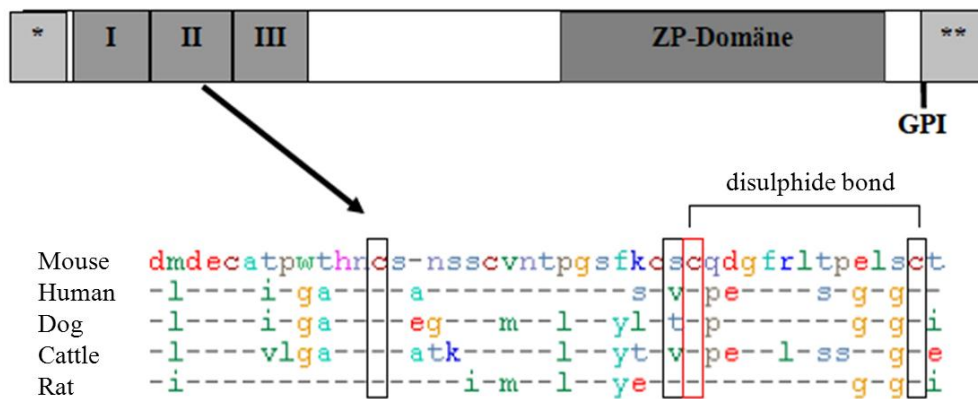 * I II III ZP-Domäne **
GPI
disulphide bond
Mouse dmdecatpwthncs-nsscvntpgsfkcscqdgfrltpelsct
Human -l----i-ga----a-----------s-v-pe----s-g-g--
Dog -l----i-ga----eg---m--l--yl-t-p-------g-g-i
Cattle -l----vlga----atk-----l--yt-v-pe--l-ss--g-e
Rat -i---------------i-m--l--ye-----------g-g-i